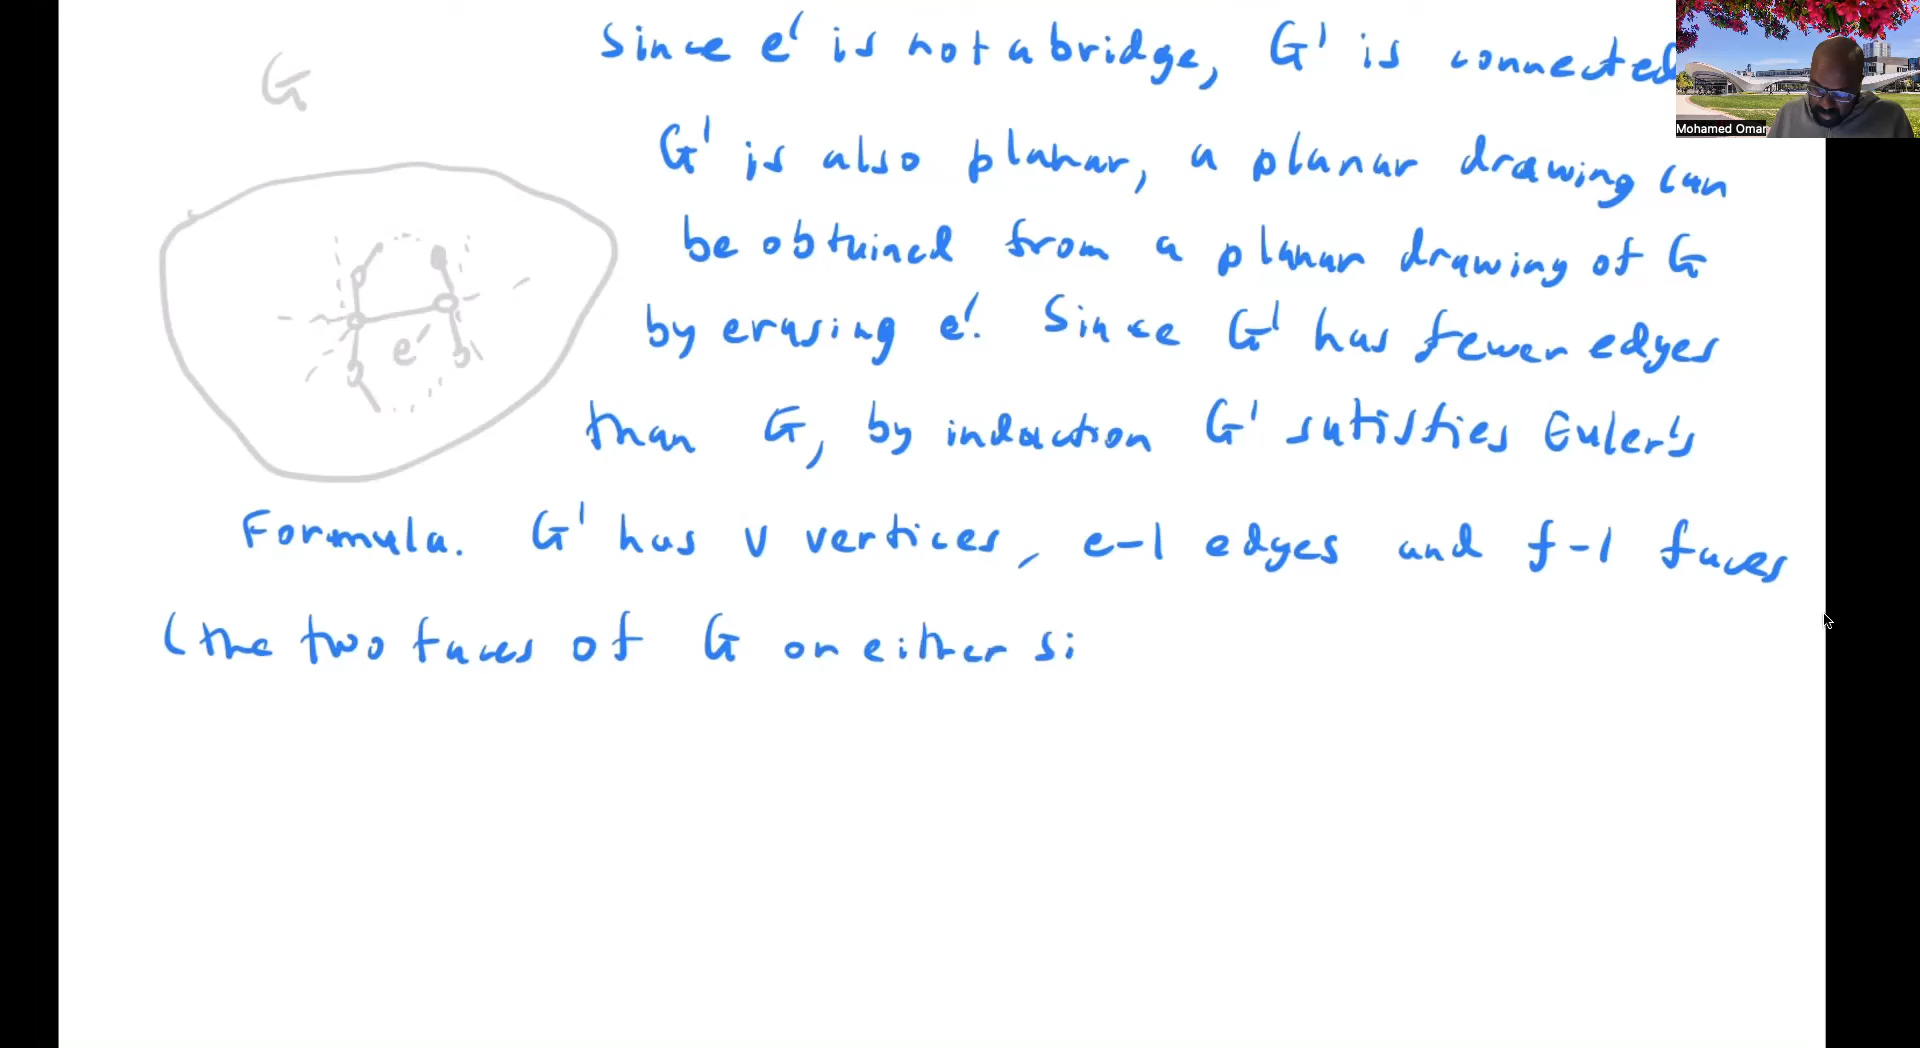 G
Since e' is not a bridge, G' is connected
Mohamed Omar
G' is also planar, a planar drawing can
be obtained from a planar drawing of G
by erasing e'. Since G' has fewer edges
e'
than G, by induction G' satisfies Euler's
Formula. G' has v vertices, e-1 edges and f-1 faces
(the two faces of G on either si